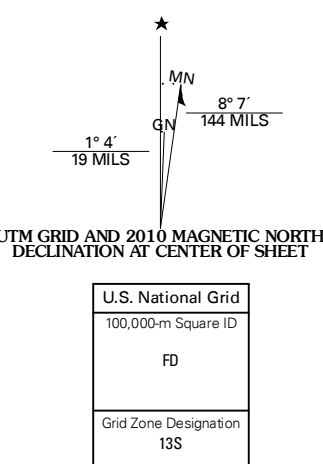 MN
8° 7´
144 MILS
GN
1° 4´
19 MILS
UTM GRID AND 2010 MAGNETIC NORTH
DECLINATION AT CENTER OF SHEET
U.S. National Grid
100,000-m Square ID
FD
Grid Zone Designation
13S